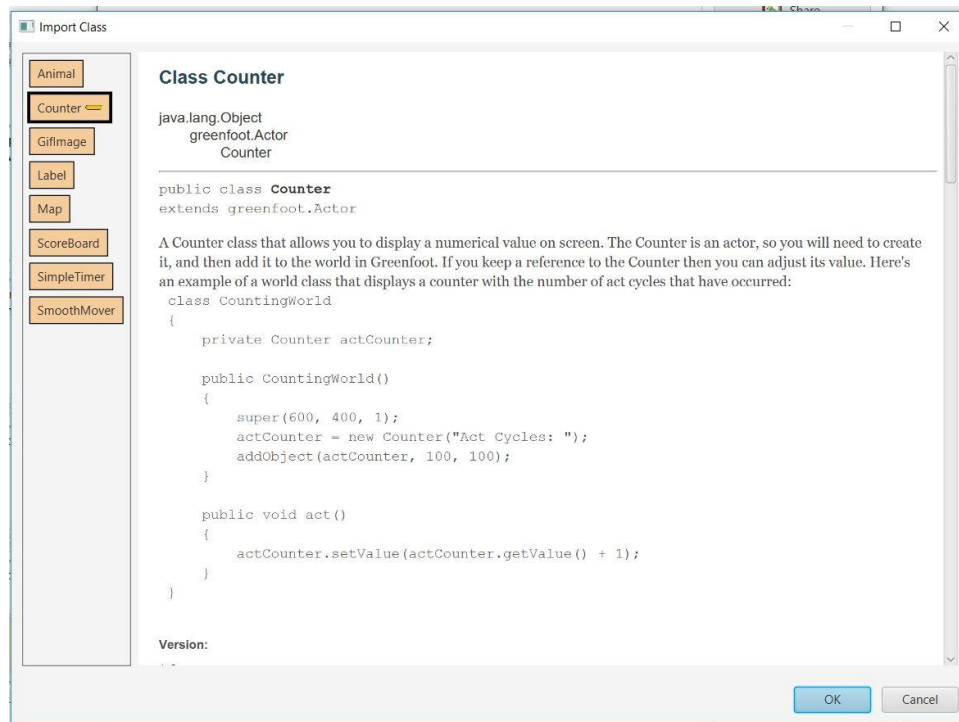 Share
Import Class
Animal
Counter
GifImage
Label
Map
ScoreBoard
SimpleTimer
SmoothMover
Class Counter
java.lang.Object
greenfoot.Actor
Counter
public class Counter
extends greenfoot.Actor
A Counter class that allows you to display a numerical value on screen. The Counter is an actor, so you will need to create
it, and then add it to the world in Greenfoot. If you keep a reference to the Counter then you can adjust its value. Here's
an example of a world class that displays a counter with the number of act cycles that have occurred:
class CountingWorld
{
    private Counter actCounter;
    public CountingWorld()
    {
        super(600, 400, 1);
        actCounter = new Counter("Act Cycles: ");
        addObject(actCounter, 100, 100);
    }
    public void act()
    {
        actCounter.setValue(actCounter.getValue() + 1);
    }
}
Version:
OK
Cancel